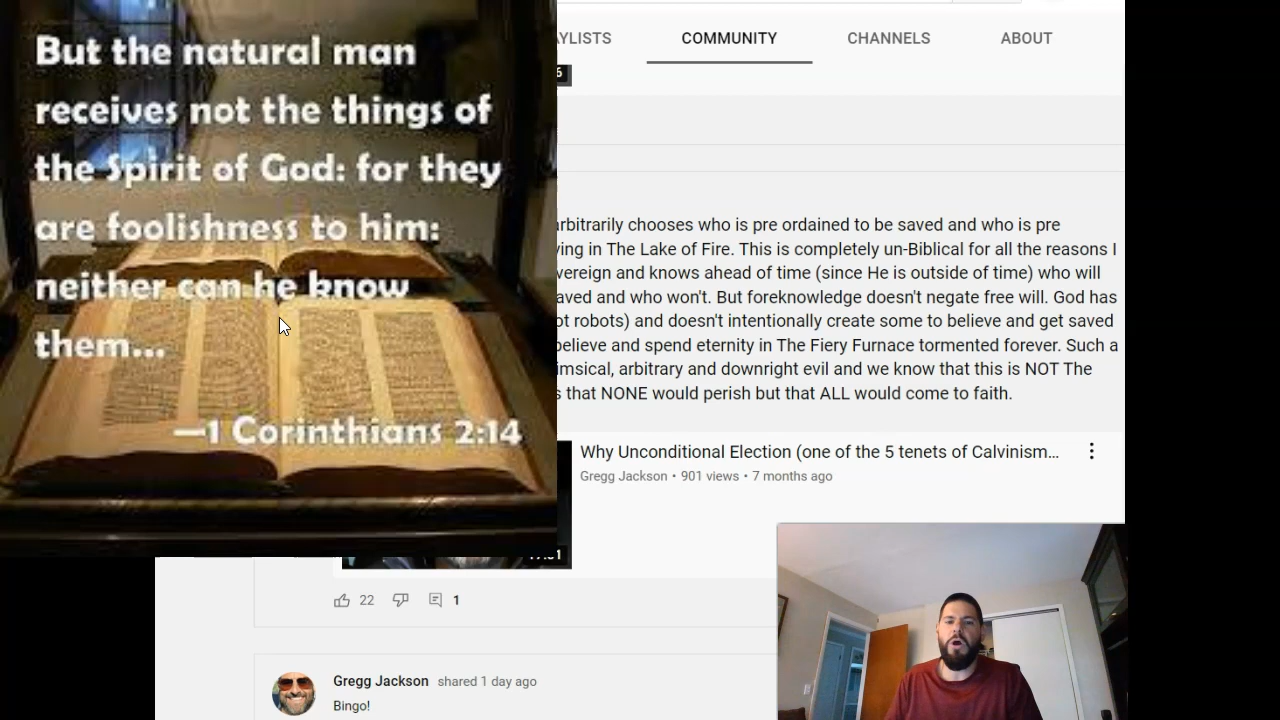 But the natural man
receives not the things of
the Spirit of God: for they
are foolishness to him:
neither can he know
them...
—1 Corinthians 2:14
COMMUNITY
CHANNELS
ABOUT
arbitrarily chooses who is pre ordained to be saved and who is pre
in The Lake of Fire. This is completely un-Biblical for all the reasons I
and knows ahead of time (since He is outside of time) who will
and who won't. But foreknowledge doesn't negate free will. God has
robots) and doesn't intentionally create some to believe and get saved
believe and spend eternity in The Fiery Furnace tormented forever. Such a
arbitrary and downright evil and we know that this is NOT The
that NONE would perish but that ALL would come to faith.
Why Unconditional Election (one of the 5 tenets of Calvinism...
Gregg Jackson • 901 views • 7 months ago
22
1
Gregg Jackson shared 1 day ago
Bingo!